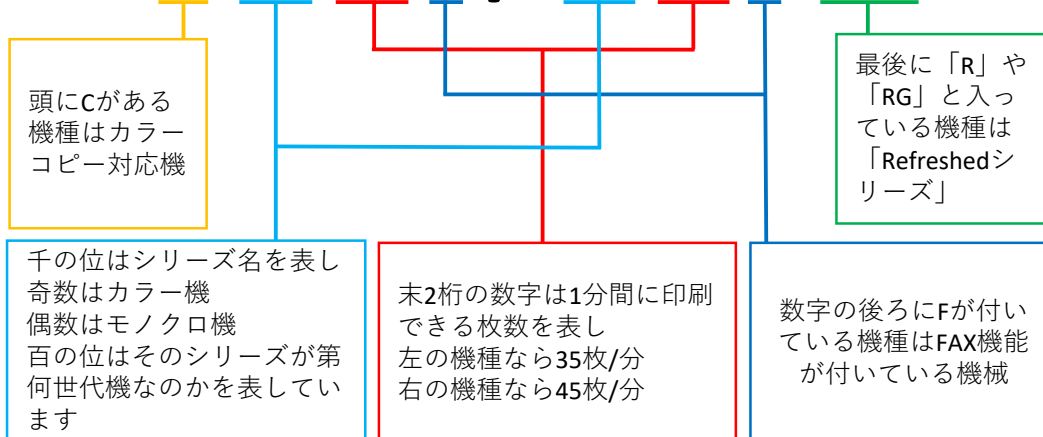 頭にCがある
機種はカラー
コピー対応機
最後に「R」や
「RG」と入っ
ている機種は
「Refreshedシ
リーズ」
千の位はシリーズ名を表し
奇数はカラー機
偶数はモノクロ機
百の位はそのシリーズが第
何世代機なのかを表してい
ます
末2桁の数字は1分間に印刷
できる枚数を表し
左の機種なら35枚/分
右の機種なら45枚/分
数字の後ろにFが付い
ている機種はFAX機能
が付いている機械